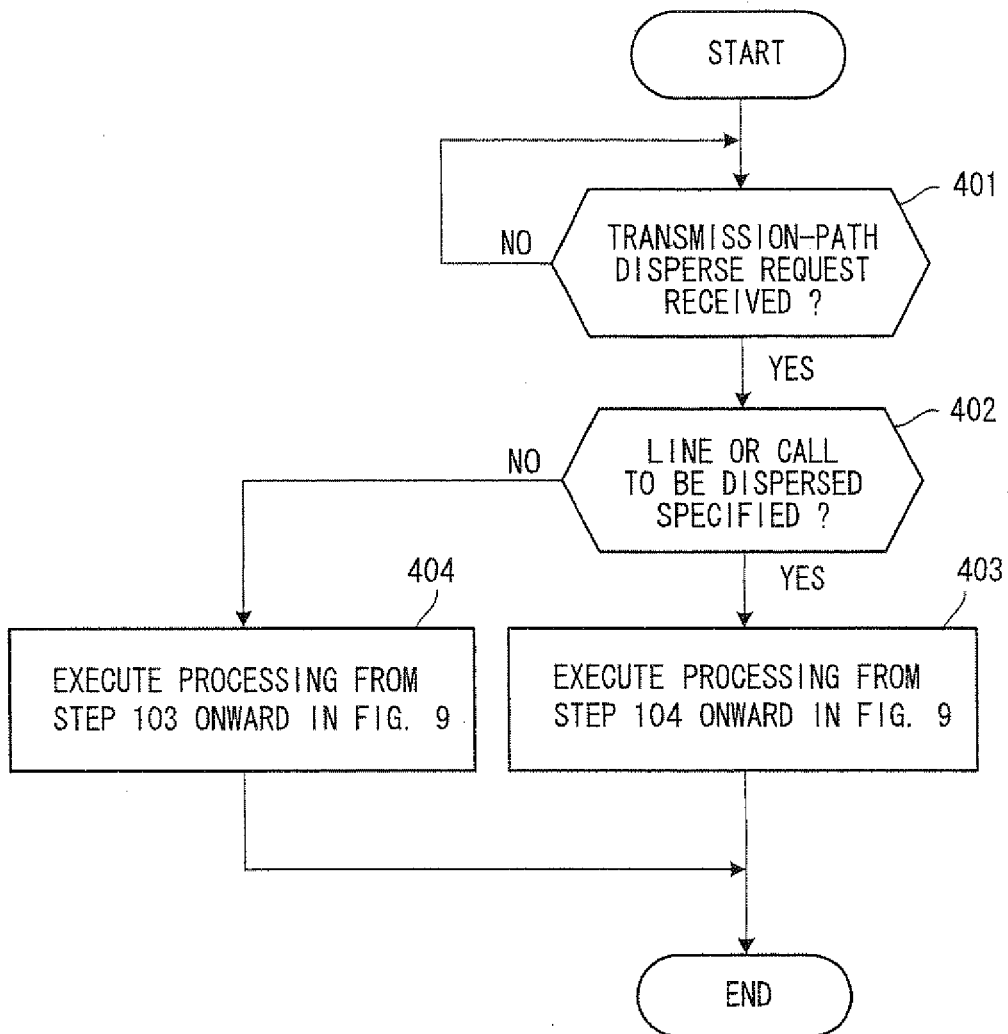 START
401
NO
TRANSMISSION-PATH
DISPERSE REQUEST
RECEIVED ?
YES
402
NO
LINE OR CALL
TO BE DISPERSED
SPECIFIED ?
YES
404
403
EXECUTE PROCESSING FROM
STEP 103 ONWARD IN FIG. 9
EXECUTE PROCESSING FROM
STEP 104 ONWARD IN FIG. 9
END